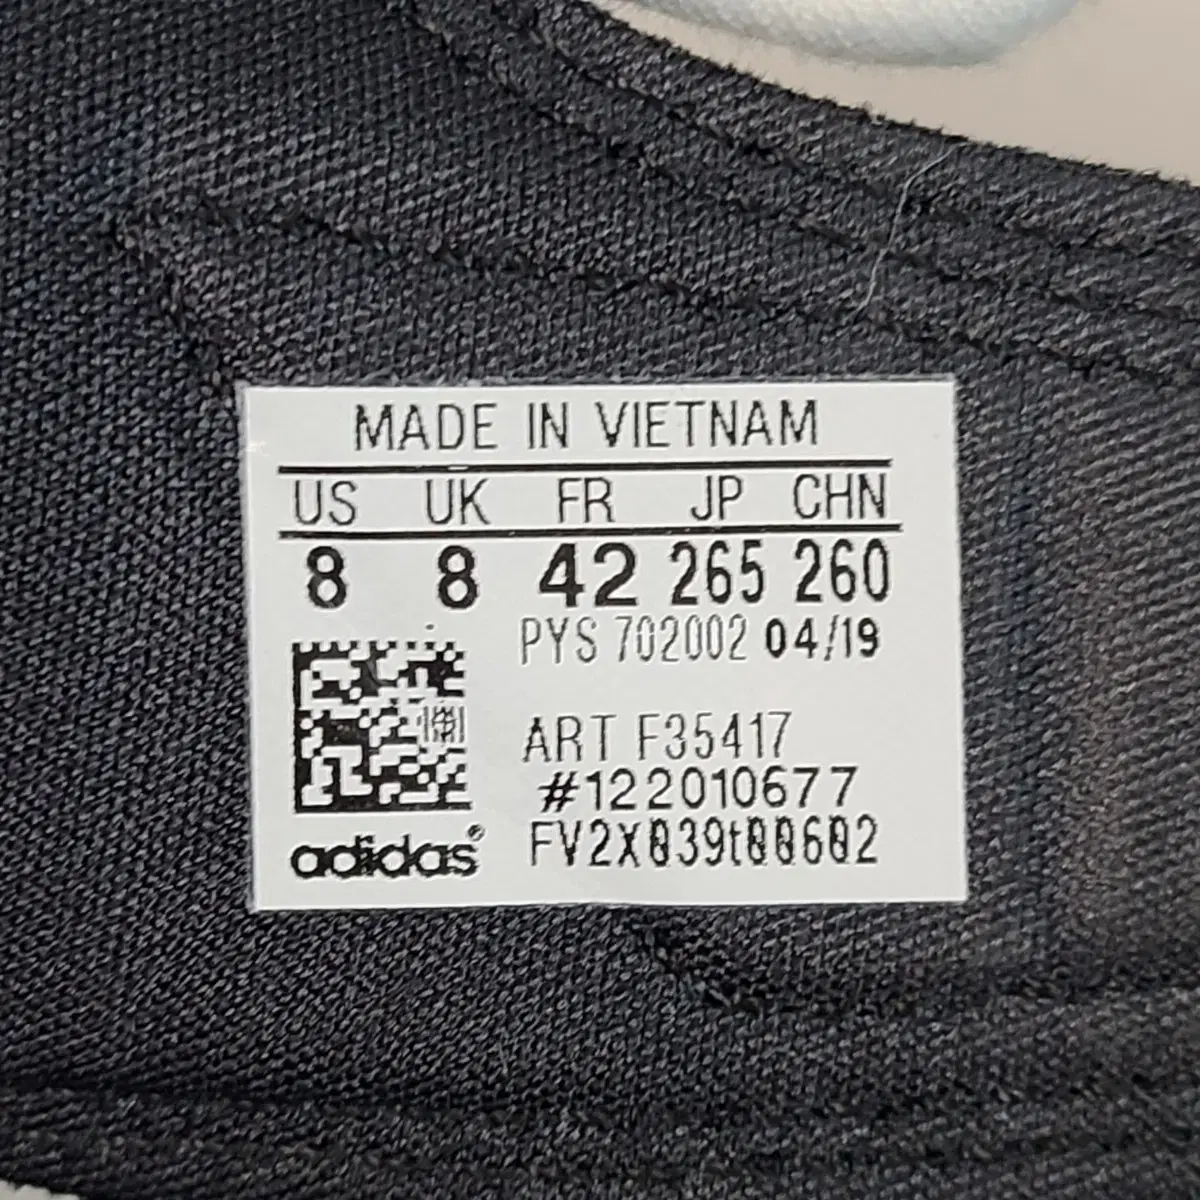 MADE IN VIETNAM
US UK FR JP CHN
8 8 42 265 260
PYS 702002 04/19
ART F35417
#122010677
FV2X039t00602
adidas®